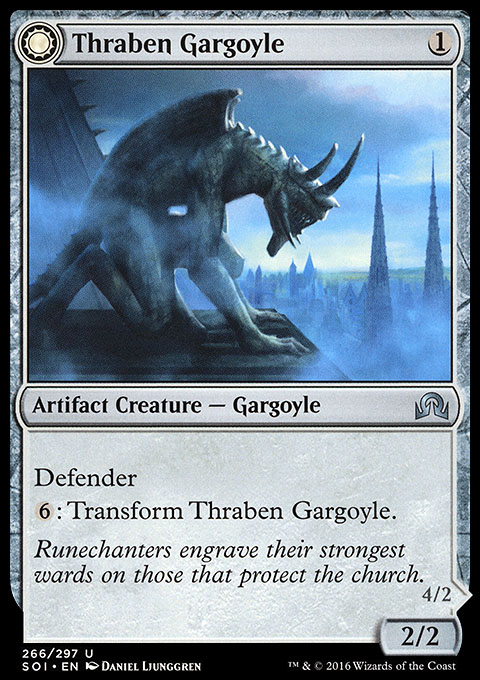 Thraben Gargoyle 1
Artifact Creature — Gargoyle
Defender
6: Transform Thraben Gargoyle.
Runechanters engrave their strongest
wards on those that protect the church.
4/2
2/2
266/297 U
SOI • EN Daniel Ljunggren ™ & © 2016 Wizards of the Coast